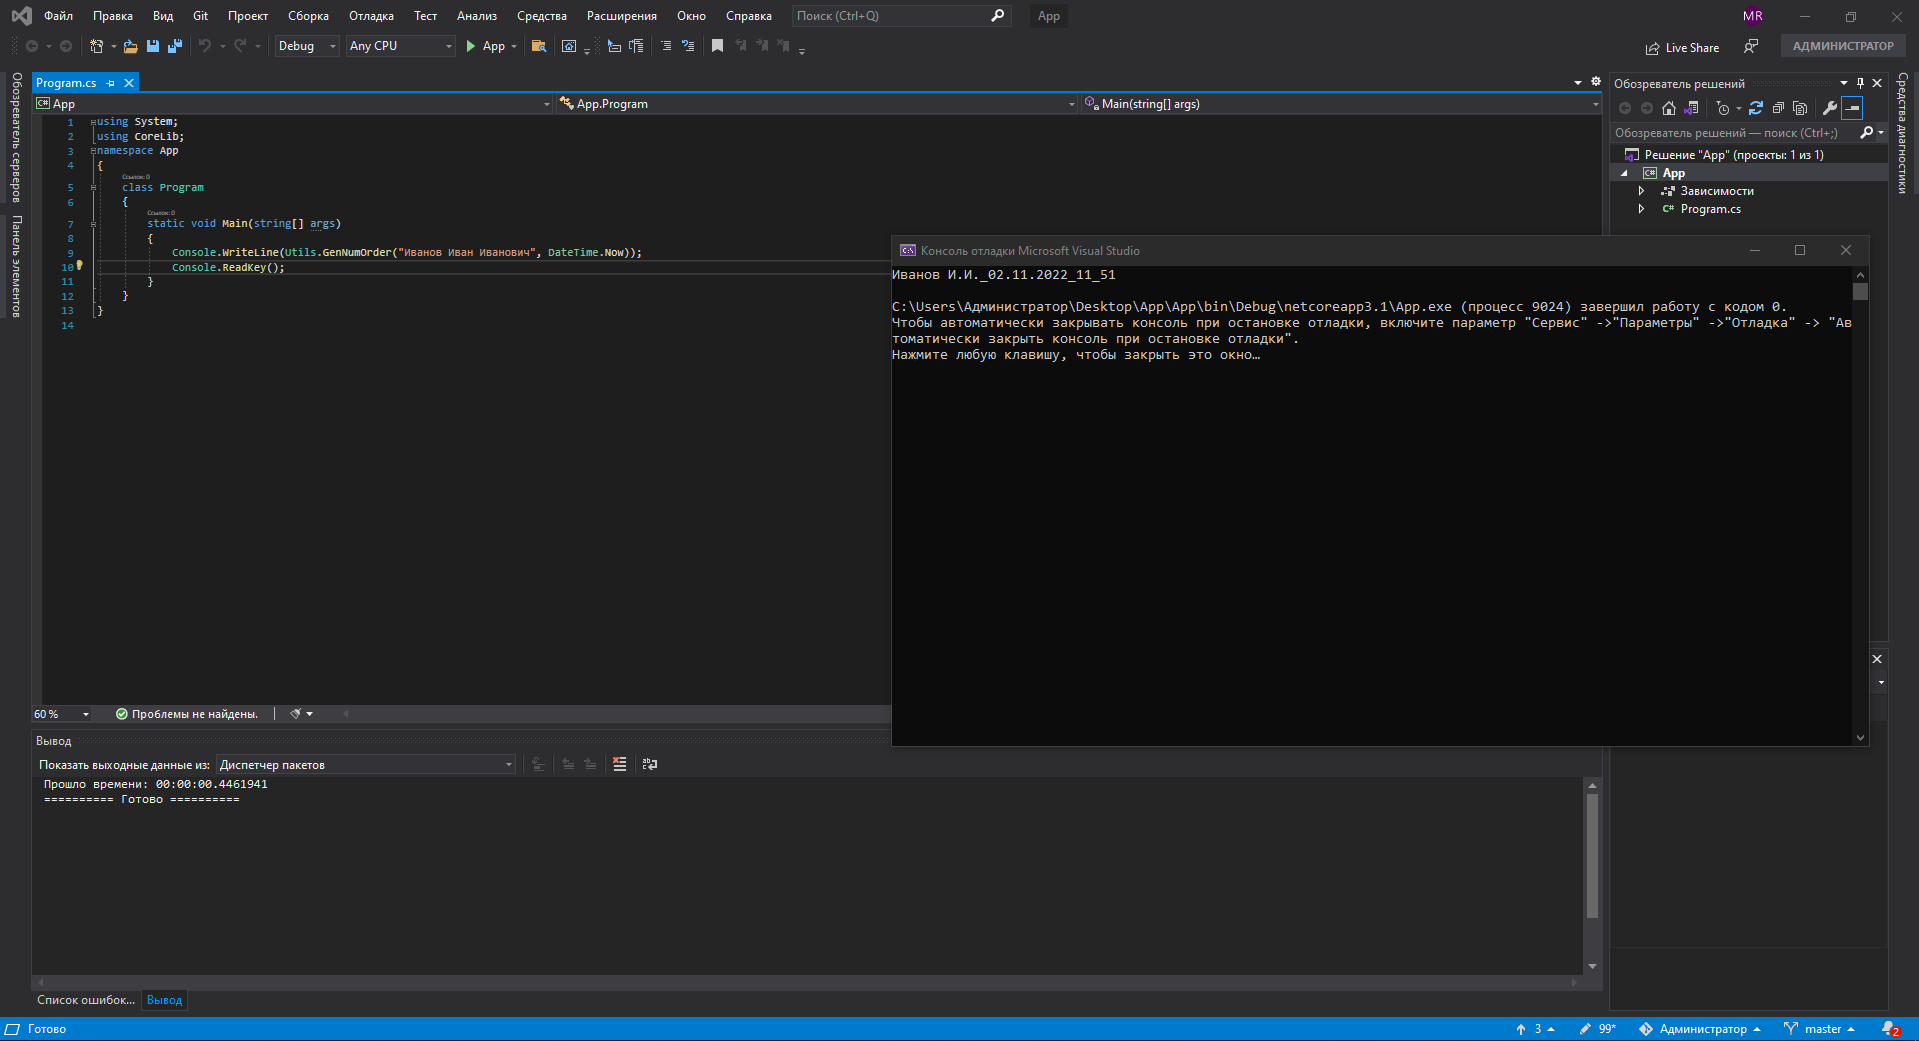 Файл Правка Вид Git Проект Сборка Отладка Тест Анализ Средства Расширения Окно Справка Поиск (Ctrl+Q) App MR
Debug Any CPU App Live Share АДМИНИСТРАТОР
Обозреватель серверов
Панель элементов
Program.cs
App App.Program Main(string[] args)
1 using System;
2 using CoreLib;
3 namespace App
4 {
Ссылок: 0
5 class Program
6 {
Ссылок: 0
7 static void Main(string[] args)
8 {
9 Console.WriteLine(Utils.GenNumOrder("Иванов Иван Иванович", DateTime.Now));
10 Console.ReadKey();
11 }
12 }
13 }
14
60 % Проблемы не найдены.
Консоль отладки Microsoft Visual Studio
Иванов И.И._02.11.2022_11_51
C:\Users\Администратор\Desktop\App\App\bin\Debug\netcoreapp3.1\App.exe (процесс 9024) завершил работу с кодом 0.
Чтобы автоматически закрывать консоль при остановке отладки, включите параметр "Сервис" ->"Параметры" ->"Отладка" -> "Ав
томатически закрыть консоль при остановке отладки".
Нажмите любую клавишу, чтобы закрыть это окно…
Обозреватель решений
Обозреватель решений — поиск (Ctrl+;)
Решение "App" (проекты: 1 из 1)
C# App
Зависимости
C# Program.cs
Средства диагностики
Вывод
Показать выходные данные из: Диспетчер пакетов
Прошло времени: 00:00:00.4461941
========== Готово ==========
Список ошибок... Вывод
Готово 3 99* Администратор master 2